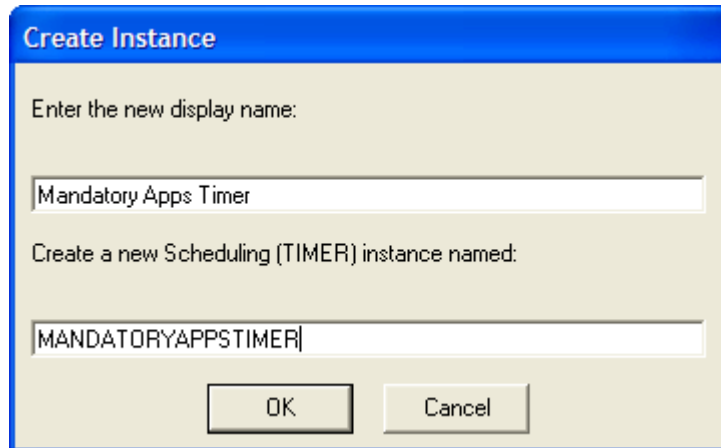 Create Instance
Enter the new display name:
Mandatory Apps Timer
Create a new Scheduling (TIMER) instance named:
MANDATORYAPPSTIMER
OK Cancel